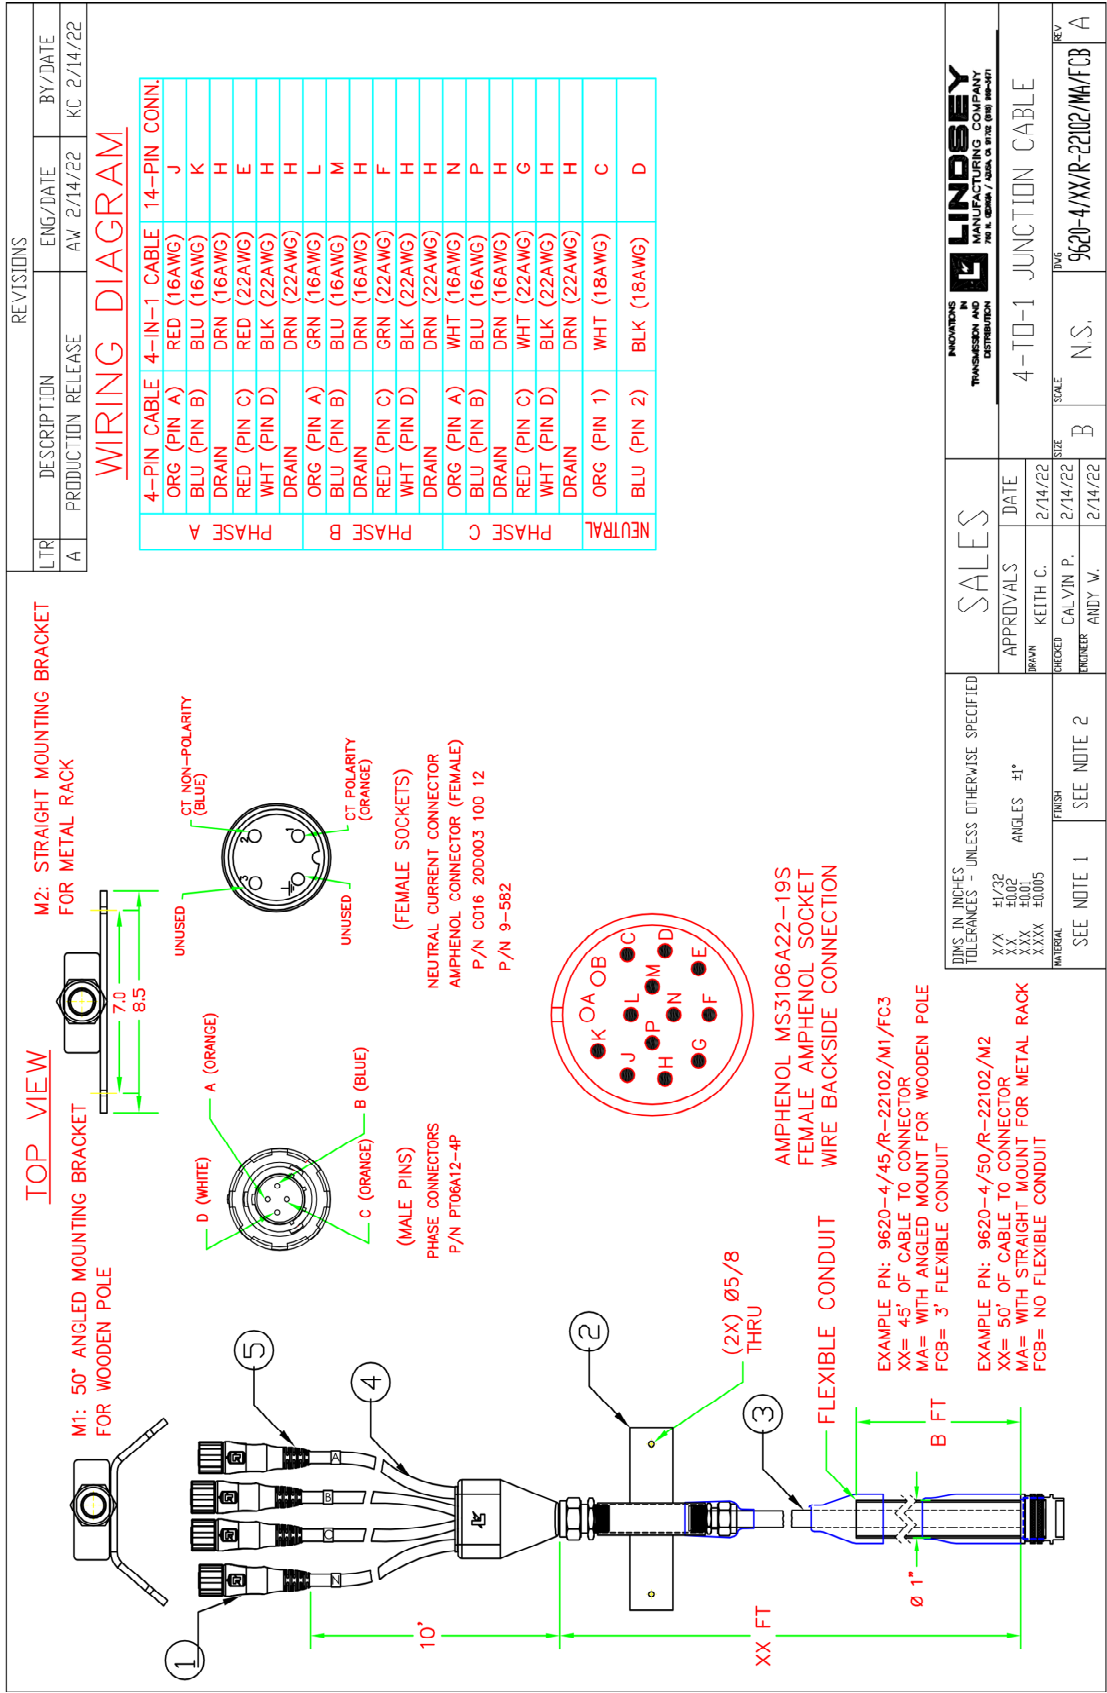 REVISIONS
LTR DESCRIPTION ENG/DATE BY/DATE
A PRODUCTION RELEASE AW 2/14/22 KC 2/14/22
WIRING DIAGRAM
4-PIN CABLE 4-IN-1 CABLE 14-PIN CONN.
PHASE A
ORG (PIN A) RED (16AWG) J
BLU (PIN B) BLU (16AWG) K
DRAIN DRN (16AWG) H
RED (PIN C) RED (22AWG) E
WHT (PIN D) BLK (22AWG) H
DRAIN DRN (22AWG) H
PHASE B
ORG (PIN A) GRN (16AWG) L
BLU (PIN B) BLU (16AWG) M
DRAIN DRN (16AWG) H
RED (PIN C) GRN (22AWG) F
WHT (PIN D) BLK (22AWG) H
DRAIN DRN (22AWG) H
PHASE C
ORG (PIN A) WHT (16AWG) N
BLU (PIN B) BLU (16AWG) P
DRAIN DRN (16AWG) H
RED (PIN C) WHT (22AWG) G
WHT (PIN D) BLK (22AWG) H
DRAIN DRN (22AWG) H
NEUTRAL
ORG (PIN 1) WHT (18AWG) C
BLU (PIN 2) BLK (18AWG) D
TOP VIEW
M1: 50° ANGLED MOUNTING BRACKET
FOR WOODEN POLE
M2: STRAIGHT MOUNTING BRACKET
FOR METAL RACK
7.0
8.5
D (WHITE)
A (ORANGE)
C (ORANGE)
B (BLUE)
(MALE PINS)
PHASE CONNECTORS
P/N PT06A12-4P
UNUSED
CT NON-POLARITY
(BLUE)
3
2
1
UNUSED
CT POLARITY
(ORANGE)
(FEMALE SOCKETS)
NEUTRAL CURRENT CONNECTOR
AMPHENOL CONNECTOR (FEMALE)
P/N C016 20D003 100 12
P/N 9-582
K A B
J L C
P M D
H N E
G F
AMPHENOL MS3106A22-19S
FEMALE AMPHENOL SOCKET
WIRE BACKSIDE CONNECTION
1
5
4
2
3
N
C
B
A
10'
XX FT
(2X) Ø5/8
THRU
FLEXIBLE CONDUIT
Ø 1"
B FT
EXAMPLE PN: 9620-4/45/R-22102/M1/FC3
XX= 45' OF CABLE TO CONNECTOR
MA= WITH ANGLED MOUNT FOR WOODEN POLE
FCB= 3' FLEXIBLE CONDUIT
EXAMPLE PN: 9620-4/50/R-22102/M2
XX= 50' OF CABLE TO CONNECTOR
MA= WITH STRAIGHT MOUNT FOR METAL RACK
FCB= NO FLEXIBLE CONDUIT
DIMS IN INCHES
TOLERANCES - UNLESS OTHERWISE SPECIFIED
X/X ±1/32
.XX ±0.02
.XXX ±0.01
X.XXX ±0.005
ANGLES ±1°
MATERIAL
SEE NOTE 1
FINISH
SEE NOTE 2
SALES
APPROVALS DATE
DRAWN KEITH C. 2/14/22
CHECKED CALVIN P. 2/14/22
ENGINEER ANDY W. 2/14/22
INNOVATIONS
IN
TRANSMISSION AND
DISTRIBUTION
LINDSEY
MANUFACTURING COMPANY
4-TO-1 JUNCTION CABLE
SIZE B
SCALE N.S.
DWG 9620-4/XX/R-22102/MA/FCB
REV A